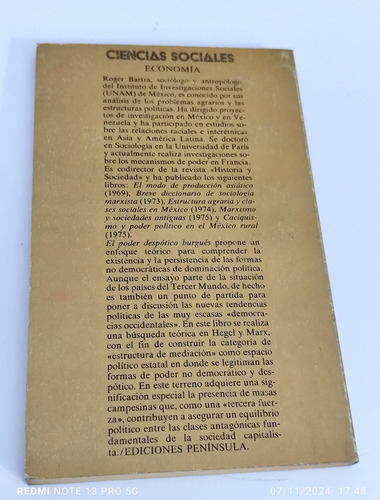 CIENCIAS SOCIALES
ECONOMÍA
Roger Bartra, sociólogo y antropólogo
del Instituto de Investigaciones Sociales
(UNAM) de México, es conocido por sus
análisis de los problemas agrarios y las
estructuras políticas. Ha dirigido proyec-
tos de investigación en México y en Ve-
nezuela y ha participado en estudios so-
bre las relaciones raciales e interétnicas
en Asia y América Latina. Se doctoró
en Sociología en la Universidad de París
y actualmente realiza investigaciones so-
bre los mecanismos de poder en Francia.
Es codirector de la revista «Historia y
Sociedad» y ha publicado los siguientes
libros: El modo de producción asiático
(1969), Breve diccionario de sociología
marxista (1973), Estructura agraria y cla-
ses sociales en México (1974), Marxismo
y sociedades antiguas (1975) y Caciquis-
mo y poder político en el México rural
(1975).
El poder despótico burgués propone un
enfoque teórico para comprender la
existencia y la persistencia de las formas
no democráticas de dominación política.
Aunque el ensayo parte de la situación
de los países del Tercer Mundo, de hecho
es también un punto de partida para po-
ner a discusión las nuevas tendencias
políticas de las muy escasas «democra-
cias occidentales». En este libro se realiza
una búsqueda teórica en Hegel y Marx,
con el fin de construir la categoría de
«estructura de mediación» como espacio
político estatal en donde se legitiman las
formas de poder no democrático y des-
pótico. En este terreno adquiere una sig-
nificación especial la presencia de masas
campesinas que, como una «tercera fuer-
za», contribuyen a asegurar un equilibrio
político entre las clases antagónicas fun-
damentales de la sociedad capitalis-
ta./EDICIONES PENÍNSULA.
REDMI NOTE 13 PRO 5G
07/11/2024 17:48